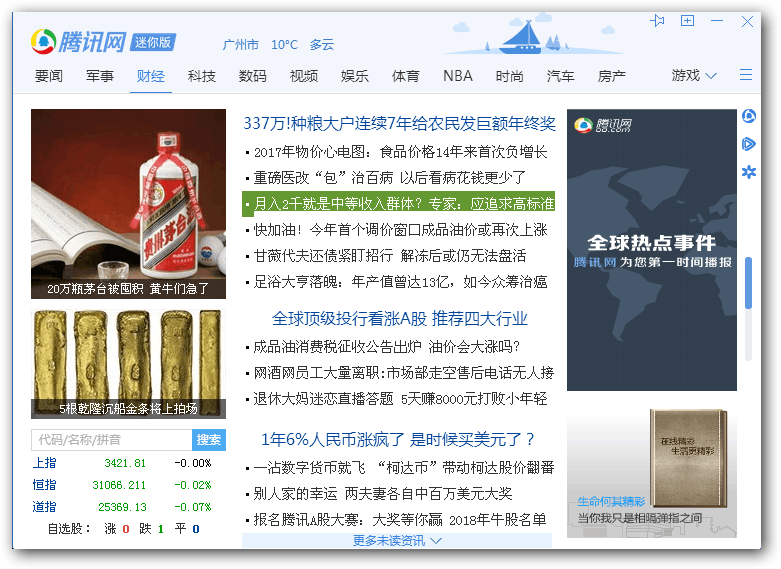 腾讯网 迷你版
广州市 10°C 多云
要闻 军事 财经 科技 数码 视频 娱乐 体育 NBA 时尚 汽车 房产 游戏
贵州茅台酒
20万瓶茅台被囤积 黄牛们急了
5根乾隆沉船金条将上拍场
代码/名称/拼音 搜索
上指 3421.81 -0.00%
恒指 31066.211 -0.02%
道指 25369.13 -0.07%
自选股： 涨 0 跌 1 平 0
337万!种粮大户连续7年给农民发巨额年终奖
2017年物价心电图：食品价格14年来首次负增长
重磅医改“包”治百病 以后看病花钱更少了
月入2千就是中等收入群体？专家：应追求高标准
快加油！今年首个调价窗口成品油价或再次上涨
甘薇代夫还债紧盯招行 解冻后或仍无法盘活
足浴大亨落魄：年产值曾达13亿，如今众筹治癌
全球顶级投行看涨A股 推荐四大行业
成品油消费税征收公告出炉 油价会大涨吗？
网酒网员工大量离职:市场部走空售后电话无人接
退休大妈迷恋直播答题 5天赚8000元打败小年轻
1年6%人民币涨疯了 是时候买美元了？
一沾数字货币就飞 “柯达币”带动柯达股价翻番
别人家的幸运 两夫妻各自中百万美元大奖
报名腾讯A股大赛：大奖等你赢 2018年牛股名单
更多未读资讯
腾讯网
QQ.com
全球热点事件
腾讯网 为您第一时间播报
在线精彩
生活更精彩
生命何其精彩
当你我只是相隔弹指之间